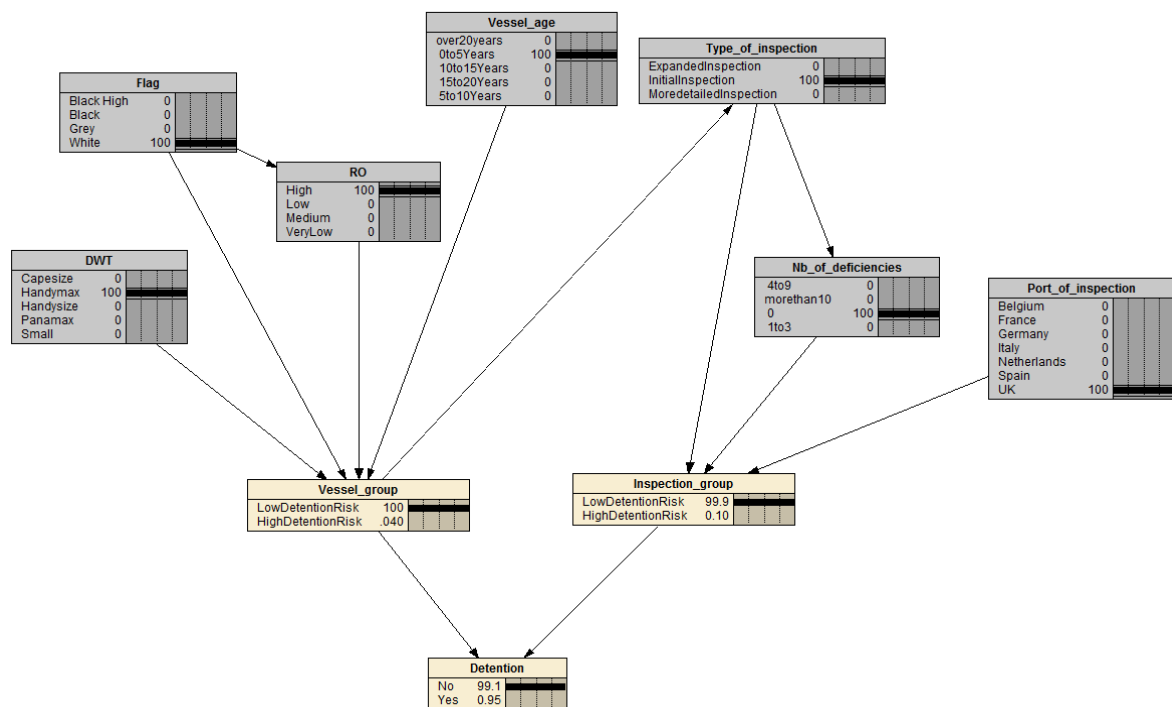 Vessel_age
over20years 0
0to5Years 100
10to15Years 0
15to20Years 0
5to10Years 0
Type_of_inspection
ExpandedInspection 0
InitialInspection 100
MoredetailedInspection 0
Flag
Black High 0
Black 0
Grey 0
White 100
RO
High 100
Low 0
Medium 0
VeryLow 0
DWT
Capesize 0
Handymax 100
Handysize 0
Panamax 0
Small 0
Nb_of_deficiencies
4to9 0
morethan10 0
0 100
1to3 0
Port_of_inspection
Belgium 0
France 0
Germany 0
Italy 0
Netherlands 0
Spain 0
UK 100
Vessel_group
LowDetentionRisk 100
HighDetentionRisk .040
Inspection_group
LowDetentionRisk 99.9
HighDetentionRisk 0.10
Detention
No 99.1
Yes 0.95